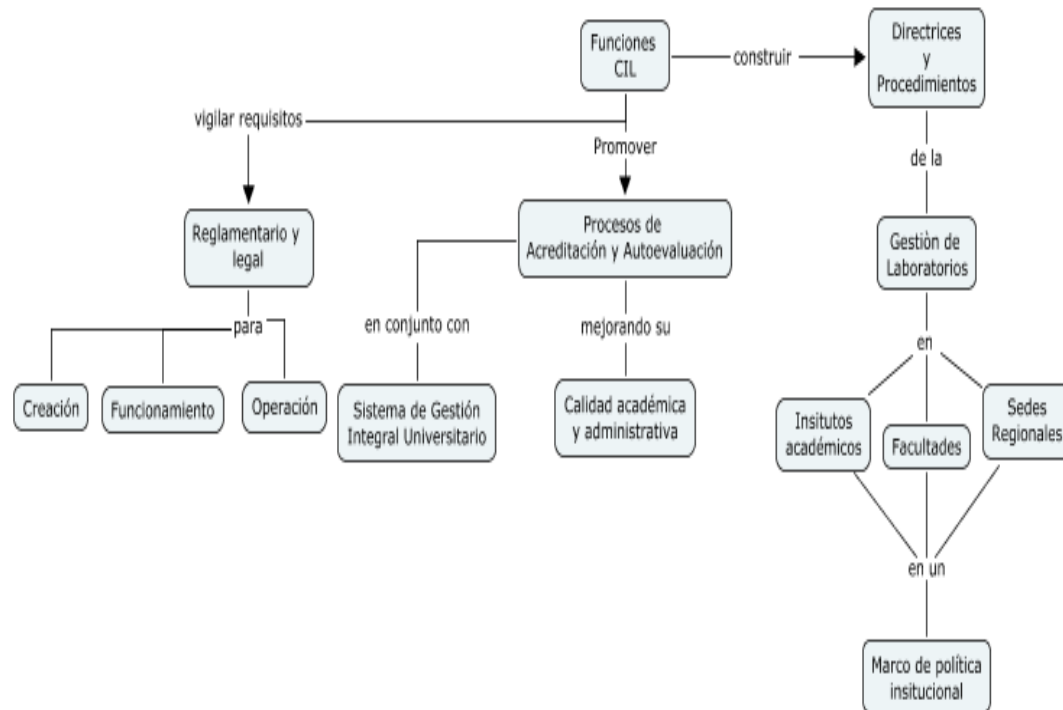 Funciones
CIL
construir
Directrices
y
Procedimientos
vigilar requisitos
Promover
de la
Reglamentario y
legal
Procesos de
Acreditación y Autoevaluación
Gestiòn de
Laboratorios
para
en conjunto con
mejorando su
en
Creación
Funcionamiento
Operación
Sistema de Gestión
Integral Universitario
Calidad académica
y administrativa
Insitutos
académicos
Facultades
Sedes
Regionales
en un
Marco de política
insitucional